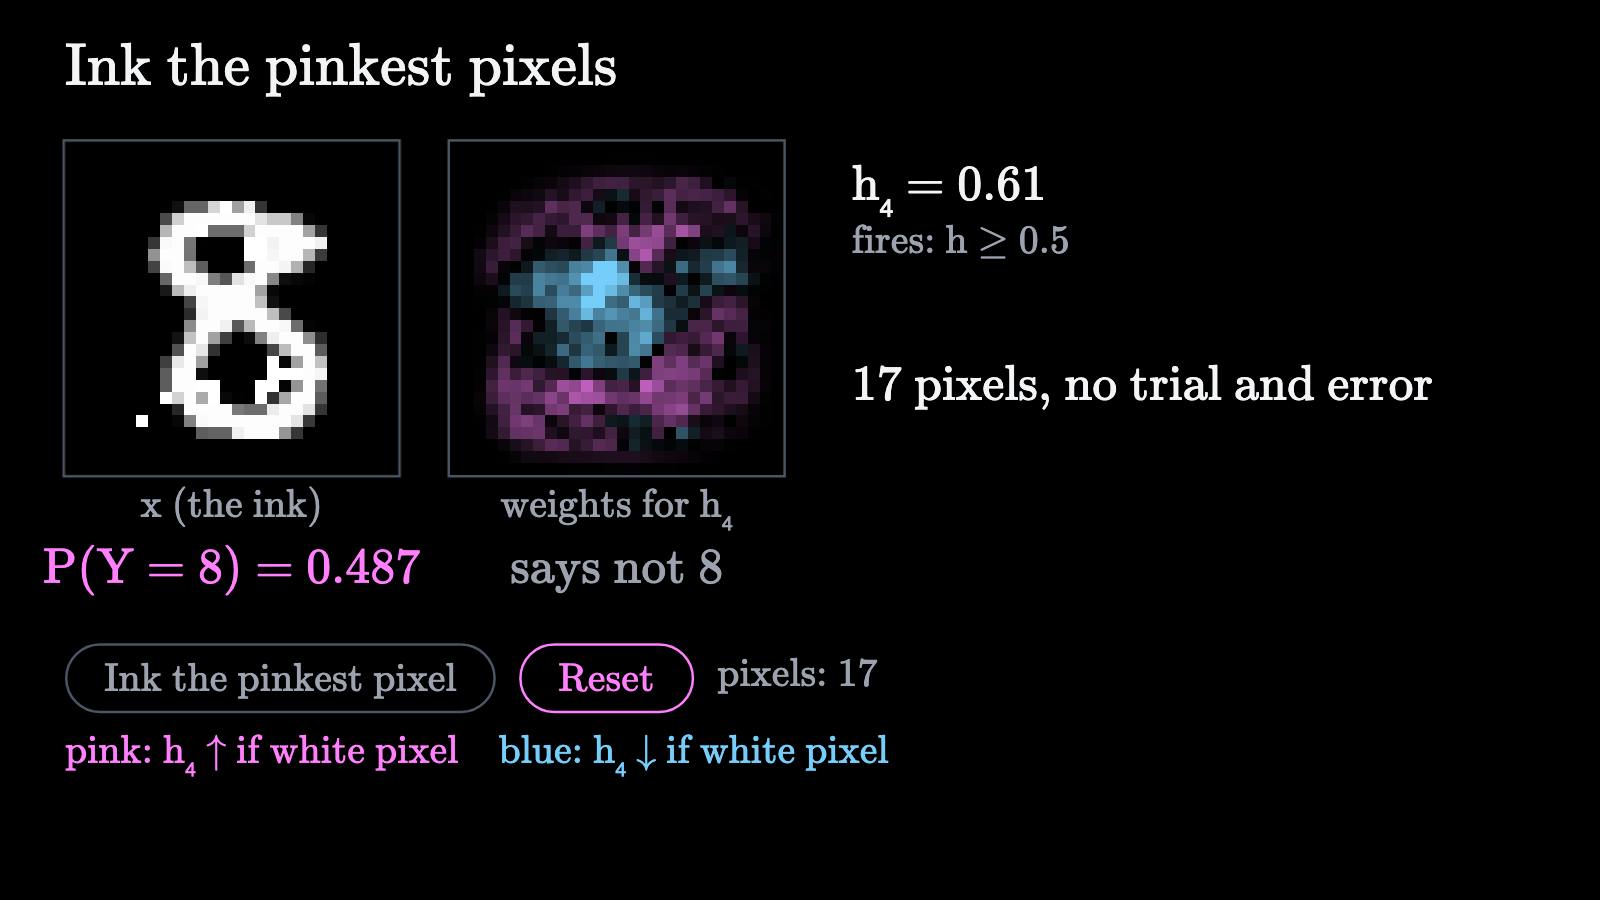 Ink the pinkest pixels
h₄ = 0.61
fires: h ≥ 0.5
17 pixels, no trial and error
x (the ink)
weights for h₄
P(Y = 8) = 0.487
says not 8
Ink the pinkest pixel
Reset
pixels: 17
pink: h₄ ↑ if white pixel
blue: h₄ ↓ if white pixel